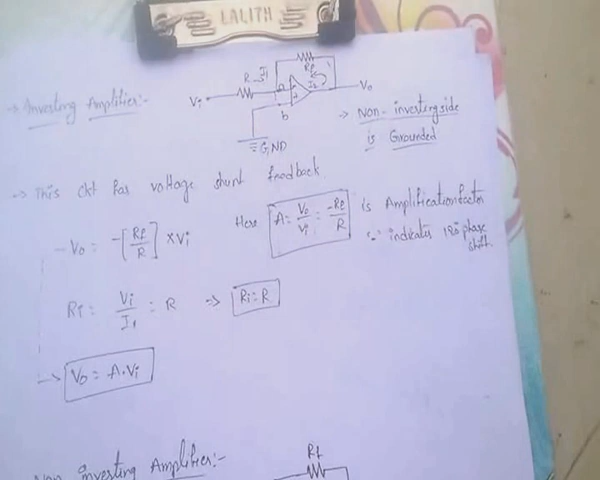 LALITH
Rf
R → I1
I2
Vi
a
Vo
b
GND
→ Inverting Amplifier:-
→ Non-inverting side
is Grounded
→ This ckt has voltage shunt feedback.
Here A = Vo/Vi = -Rf/R is Amplification factor
'-' indicates 180 phase
shift.
Vo = -[Rf/R] × Vi
Ri = Vi/I1 = R → Ri = R
→ Vo = A.Vi
Non inverting Amplifier:-
Rf